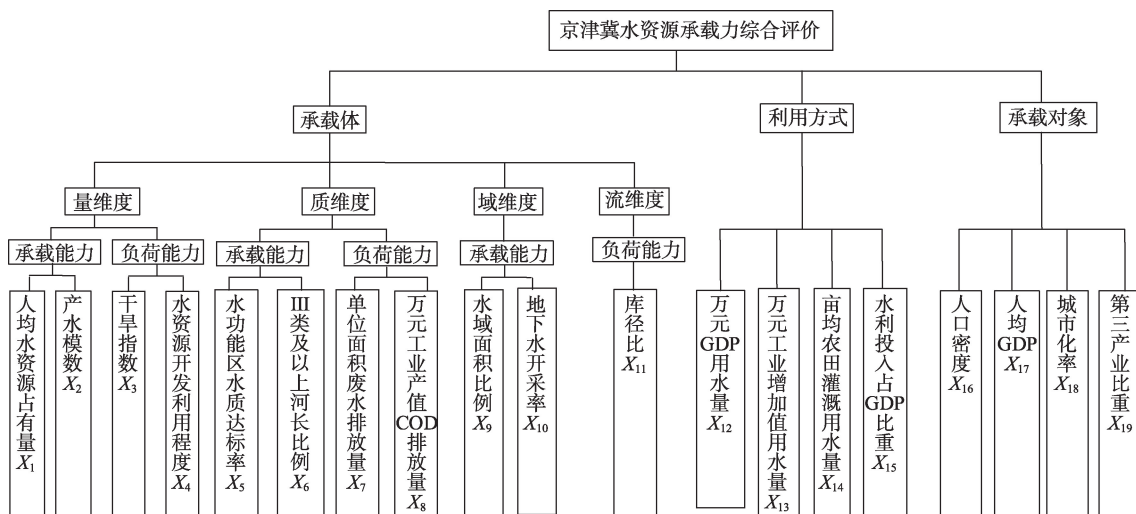 京津冀水资源承载力综合评价
承载体
利用方式
承载对象
量维度
质维度
域维度
流维度
承载能力
负荷能力
承载能力
负荷能力
承载能力
负荷能力
人均水资源占有量X₁
产水模数X₂
干旱指数X₃
水资源开发利用程度X₄
水功能区水质达标率X₅
Ⅲ类及以上河长比例X₆
单位面积废水排放量X₇
万元工业产值COD排放量X₈
水域面积比例X₉
地下水开采率X₁₀
库径比X₁₁
万元GDP用水量X₁₂
万元工业增加值用水量X₁₃
亩均农田灌溉用水量X₁₄
水利投入占GDP比重X₁₅
人口密度X₁₆
人均GDPX₁₇
城市化率X₁₈
第三产业比重X₁₉